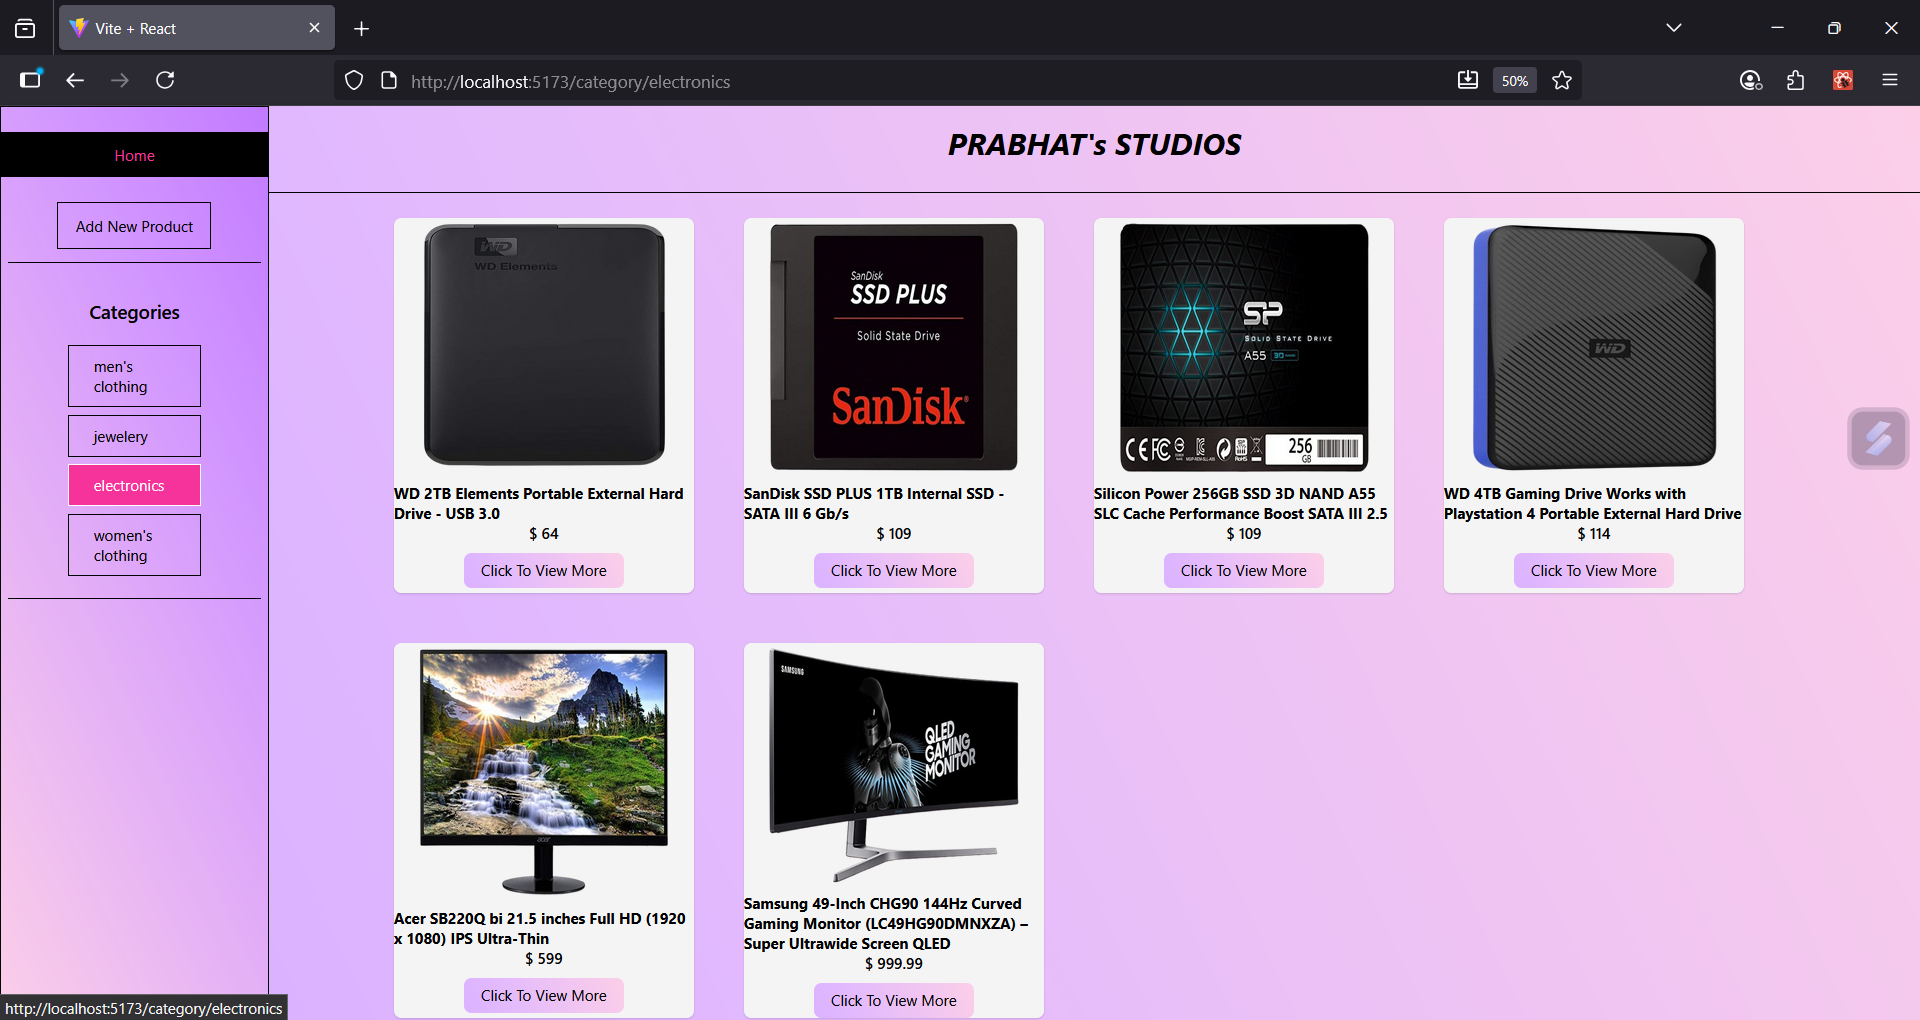 Vite + React
http://localhost:5173/category/electronics
50%
Home
Add New Product
Categories
men's
clothing
jewelery
electronics
women's
clothing
PRABHAT's STUDIOS
WD
WD Elements
WD 2TB Elements Portable External Hard
Drive - USB 3.0
$ 64
Click To View More
SanDisk
SSD PLUS
Solid State Drive
SanDisk
SanDisk SSD PLUS 1TB Internal SSD -
SATA III 6 Gb/s
$ 109
Click To View More
SP
SOLID STATE DRIVE
A55 3D
CE FC
256
GB
Silicon Power 256GB SSD 3D NAND A55
SLC Cache Performance Boost SATA III 2.5
$ 109
Click To View More
WD
WD 4TB Gaming Drive Works with
Playstation 4 Portable External Hard Drive
$ 114
Click To View More
acer
Acer SB220Q bi 21.5 inches Full HD (1920
x 1080) IPS Ultra-Thin
$ 599
Click To View More
SAMSUNG
QLED
GAMING
MONITOR
Samsung 49-Inch CHG90 144Hz Curved
Gaming Monitor (LC49HG90DMNXZA) –
Super Ultrawide Screen QLED
$ 999.99
Click To View More
http://localhost:5173/category/electronics